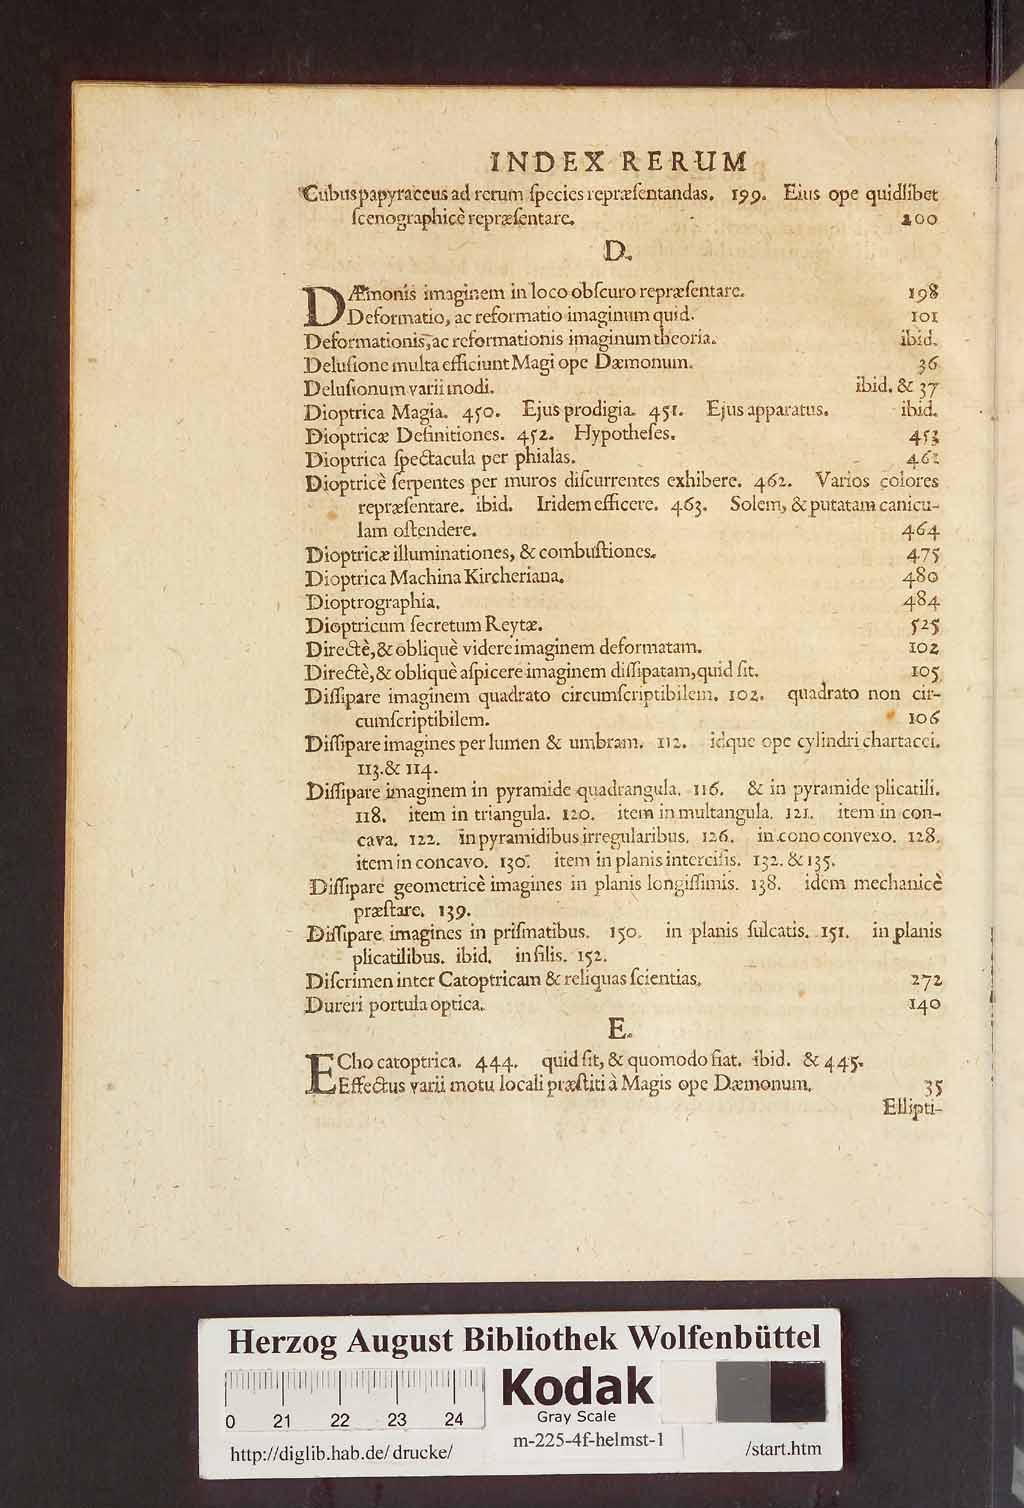 INDEX RERUM
Cubus papyraceus ad rerum ſpecies repræſentandas. 199. Eius ope quidlibet
ſcenographicè repræſentare. 200
D.
DÆmonis imaginem in loco obſcuro repræſentare. 198
Deformatio, ac reformatio imaginum quid. 101
Deformationis, ac reformationis imaginum theoria. ibid.
Deluſione multa efficiunt Magi ope Dæmonum. 36
Deluſionum varii modi. ibid. & 37
Dioptrica Magia. 450. Ejus prodigia. 451. Ejus apparatus. ibid.
Dioptricæ Definitiones. 452. Hypotheſes. 453
Dioptrica ſpectacula per phialas. 462
Dioptricè ſerpentes per muros diſcurrentes exhibere. 462. Varios colores
repræſentare. ibid. Iridem efficere. 463. Solem, & putatam canicu-
lam oſtendere. 464
Dioptricæ illuminationes, & combuſtiones. 475
Dioptrica Machina Kircheriana. 480
Dioptrographia. 484
Dioptricum ſecretum Reytæ. 525
Directè, & obliquè videre imaginem deformatam. 102
Directè, & obliquè aſpicere imaginem diſſipatam, quid ſit. 105
Diſſipare imaginem quadrato circumſcriptibilem. 102. quadrato non cir-
cumſcriptibilem. 106
Diſſipare imagines per lumen & umbram. 112. idque ope cylindri chartacei.
113. & 114.
Diſſipare imaginem in pyramide quadrangula. 116. & in pyramide plicatili.
118. item in triangula. 120. item in multangula. 121. item in con-
cava. 122. in pyramidibus irregularibus. 126. in cono convexo. 128.
item in concavo. 130. item in planis interciſis. 132. & 135.
Diſſipare geometricè imagines in planis longiſſimis. 138. idem mechanicè
præſtare. 139.
Diſſipare imagines in priſmatibus. 150. in planis ſulcatis. 151. in planis
plicatilibus. ibid. in filis. 152.
Diſcrimen inter Catoptricam & reliquas ſcientias. 272
Dureri portula optica. 140
E.
ECho catoptrica. 444. quid ſit, & quomodo fiat. ibid. & 445.
Effectus varii motu locali præſtiti à Magis ope Dæmonum. 35
Ellipti-
Herzog August Bibliothek Wolfenbüttel
0 21 22 23 24
Kodak
Gray Scale
http://diglib.hab.de/drucke/ m-225-4f-helmst-1 /start.htm